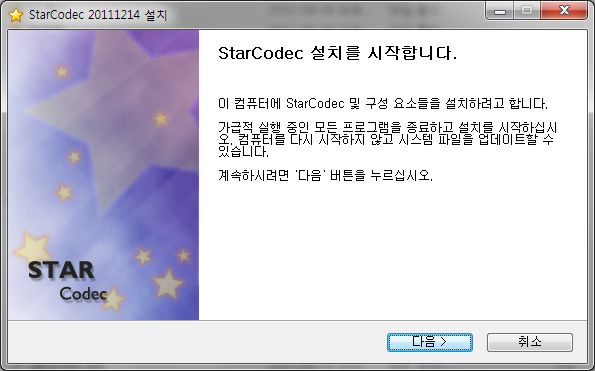 StarCodec 20111214 설치
StarCodec 설치를 시작합니다.
이 컴퓨터에 StarCodec 및 구성 요소들을 설치하려고 합니다.
가급적 실행 중인 모든 프로그램을 종료하고 설치를 시작하십시
오. 컴퓨터를 다시 시작하지 않고 시스템 파일을 업데이트할 수
있습니다.
계속하시려면 '다음' 버튼을 누르십시오.
STAR
Codec
다음 >
취소